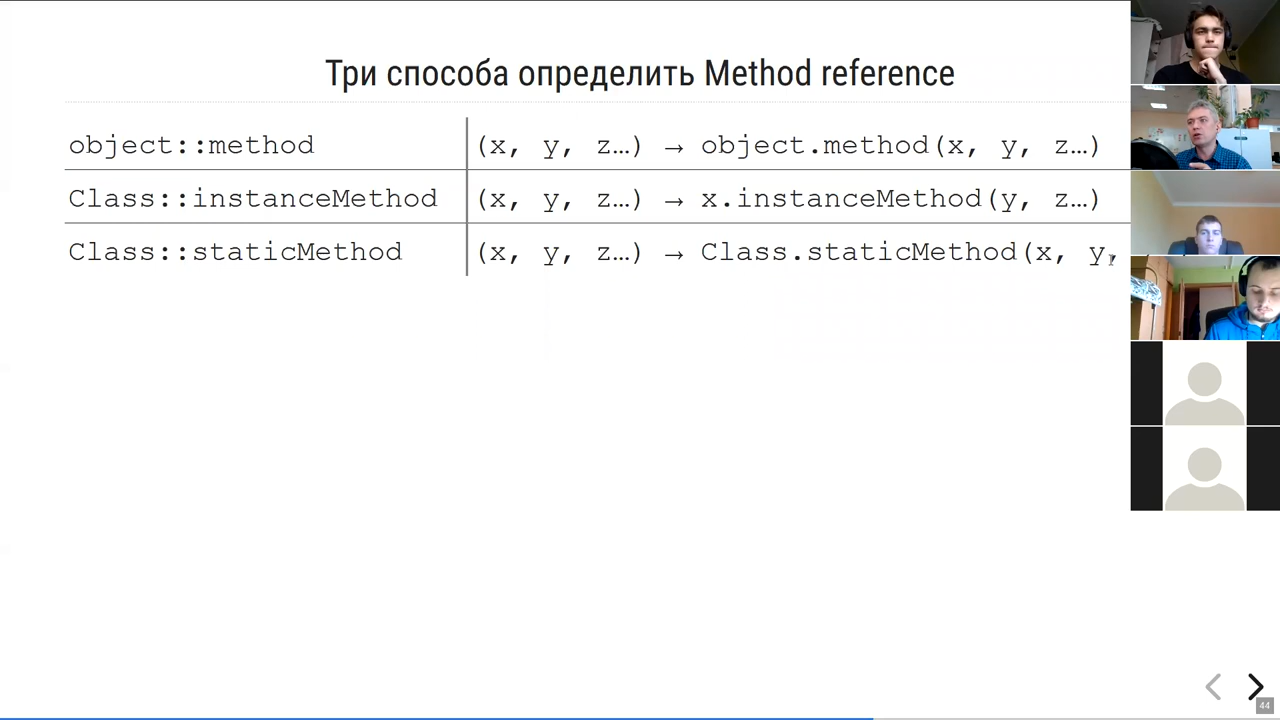 Три способа определить Method reference
object::method (x, y, z…) → object.method(x, y, z…)
Class::instanceMethod (x, y, z…) → x.instanceMethod(y, z…)
Class::staticMethod (x, y, z…) → Class.staticMethod(x, y,
44